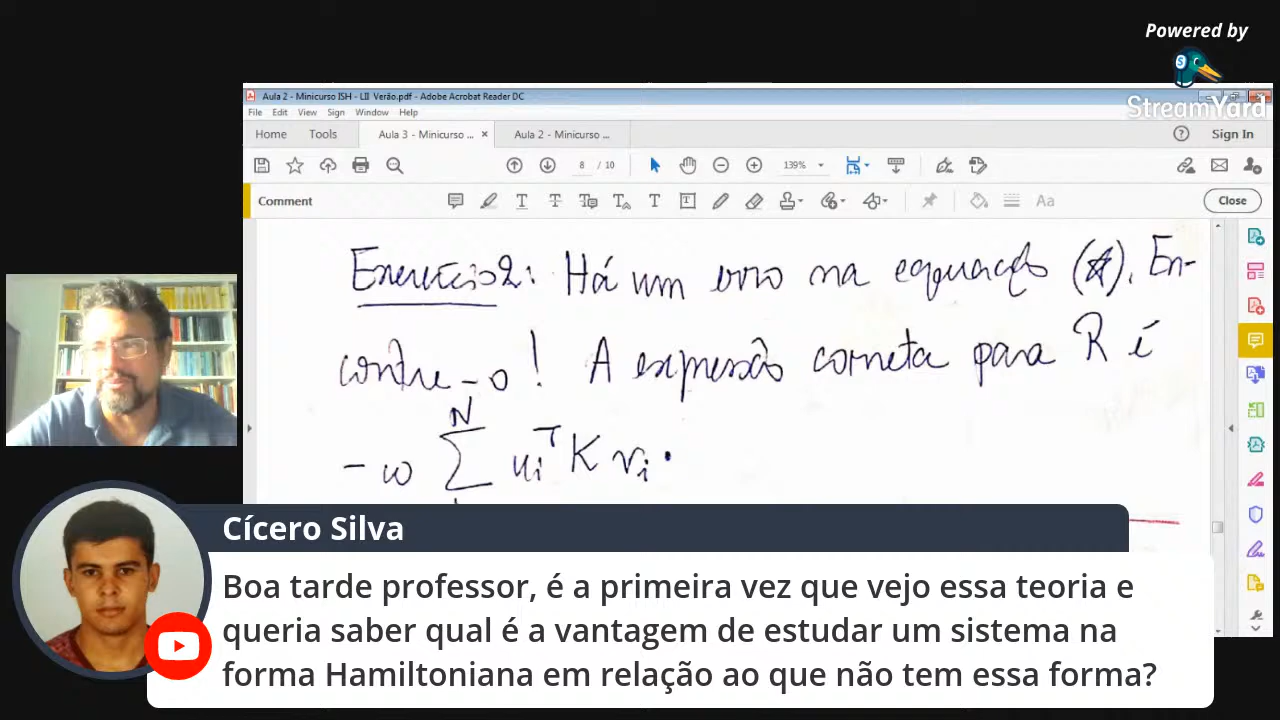 Powered by
StreamYard
Aula 2 - Minicurso ISH - LII Verão.pdf - Adobe Acrobat Reader DC
File Edit View Sign Window Help
Home Tools Aula 3 - Minicurso ... × Aula 2 - Minicurso ... ? Sign In
8 / 10 139%
Comment Aa Close
Exercício 2: Há um erro na equação (*). En-
contre-o! A expressão correta para R é
N
- ω ∑ uᵢᵀ K vᵢ.
Cícero Silva
Boa tarde professor, é a primeira vez que vejo essa teoria e
queria saber qual é a vantagem de estudar um sistema na
forma Hamiltoniana em relação ao que não tem essa forma?